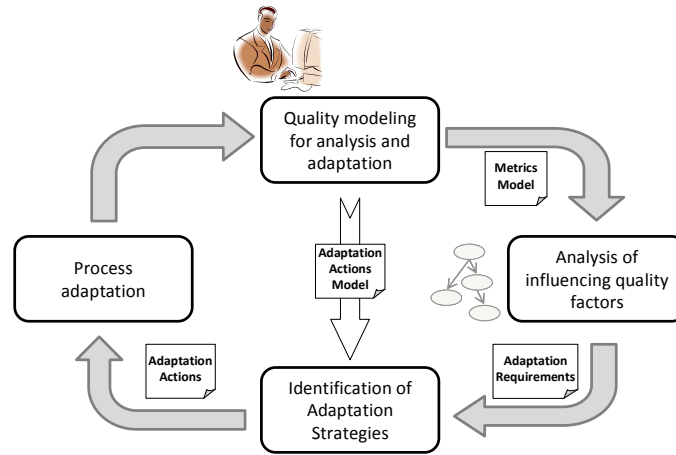 Quality modeling
for analysis and
adaptation
Metrics
Model
Process
adaptation
Adaptation
Actions
Model
Analysis of
influencing quality
factors
Adaptation
Actions
Adaptation
Requirements
Identification of
Adaptation
Strategies